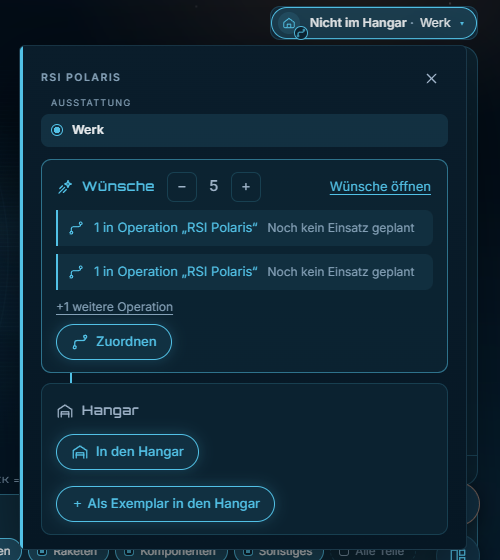 Nicht im Hangar · Werk
RSI POLARIS
AUSSTATTUNG
Werk
Wünsche − 5 + Wünsche öffnen
1 in Operation „RSI Polaris“ Noch kein Einsatz geplant
1 in Operation „RSI Polaris“ Noch kein Einsatz geplant
+1 weitere Operation
Zuordnen
Hangar
In den Hangar
+ Als Exemplar in den Hangar
Raketen Komponenten Sonstiges Alle Teile